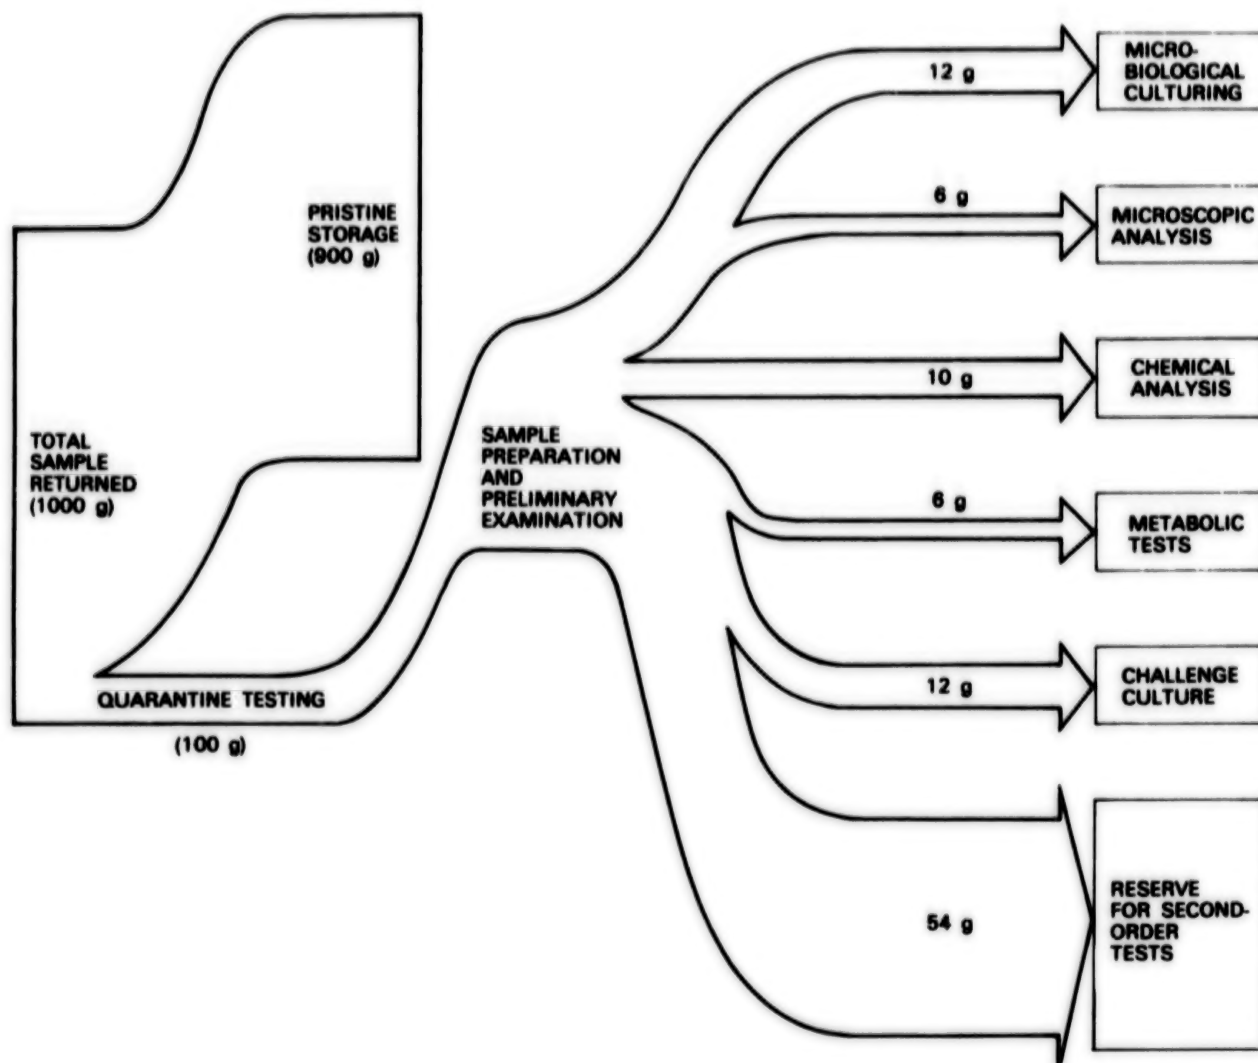 TOTAL
SAMPLE
RETURNED
(1000 g)
PRISTINE
STORAGE
(900 g)
QUARANTINE TESTING
(100 g)
SAMPLE
PREPARATION
AND
PRELIMINARY
EXAMINATION
12 g
MICRO-
BIOLOGICAL
CULTURING
6 g
MICROSCOPIC
ANALYSIS
10 g
CHEMICAL
ANALYSIS
6 g
METABOLIC
TESTS
12 g
CHALLENGE
CULTURE
54 g
RESERVE
FOR SECOND-
ORDER
TESTS